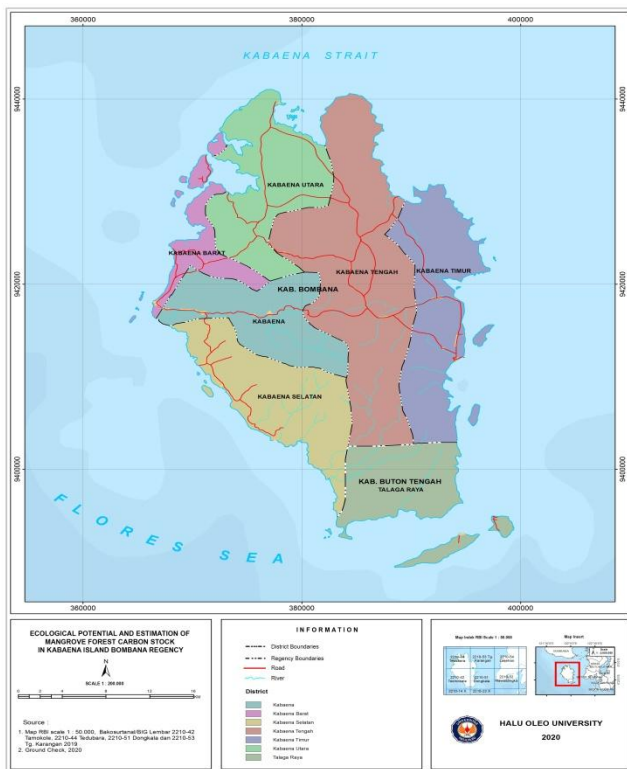 360000
380000
400000
KABAENA STRAIT
9440000
9440000
KABAENA UTARA
KABAENA BARAT
KABAENA TENGAH
KABAENA TIMUR
9420000
9420000
KAB. BOMBANA
KABAENA
KABAENA SELATAN
9400000
9400000
KAB. BUTON TENGAH
TALAGA RAYA
FLORES SEA
360000
380000
400000
ECOLOGICAL POTENTIAL AND ESTIMATION OF
MANGROVE FOREST CARBON STOCK
IN KABAENA ISLAND BOMBANA REGENCY
N
SCALE 1 : 200.000
Source :
1. Map RBI scale 1 : 50.000, Bakosurtanal/BIG Lembar 2210-42
Tamokole, 2210-44 Tedubara, 2210-51 Dongkala dan 2210-53
Tg. Karangan 2019
2. Ground Check, 2020
INFORMATION
District Boundaries
Regency Boundaries
Road
River
District
Kabaena
Kabaena Barat
Kabaena Selatan
Kabaena Tengah
Kabaena Timur
Kabaena Utara
Talaga Raya
Map Insert
HALU OLEO UNIVERSITY
2020